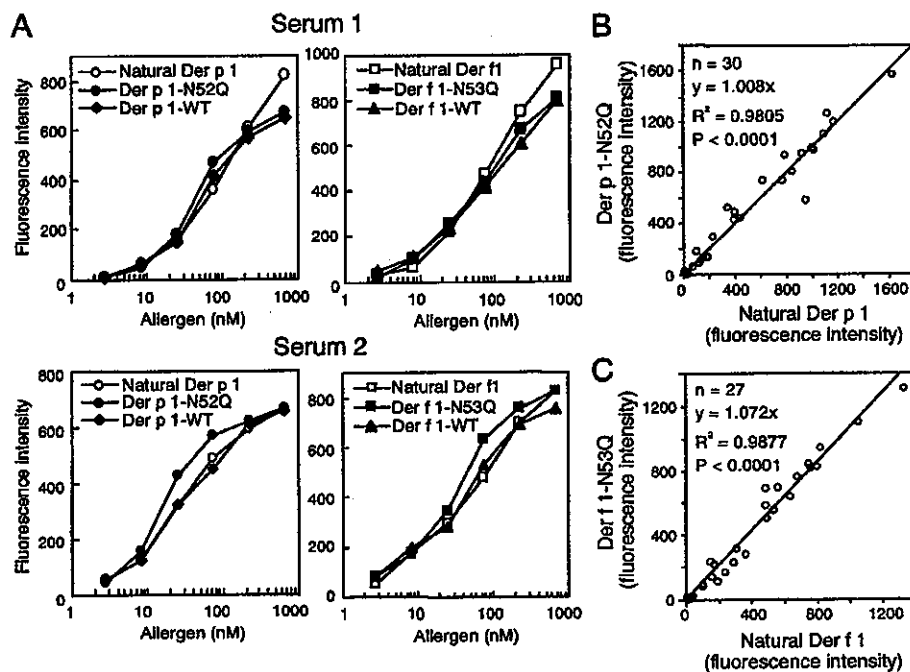 A
Serum 1
Fluorescence intensity
800
600
400
200
0
Natural Der p 1
Der p 1-N52Q
Der p 1-WT
1 10 100 1000
Allergen (nM)
1000
800
600
400
200
0
Natural Der f1
Der f 1-N53Q
Der f 1-WT
1 10 100 1000
Allergen (nM)
Serum 2
Fluorescence intensity
800
600
400
200
0
Natural Der p 1
Der p 1-N52Q
Der p 1-WT
1 10 100 1000
Allergen (nM)
800
600
400
200
0
Natural Der f1
Der f 1-N53Q
Der f 1-WT
1 10 100 1000
Allergen (nM)
B
Der p 1-N52Q
(fluorescence intensity)
1600
1200
800
400
0
n = 30
y = 1.008x
R² = 0.9805
P < 0.0001
0 400 800 1200 1600
Natural Der p 1
(fluorescence intensity)
C
Der f 1-N53Q
(fluorescence intensity)
1200
800
400
0
n = 27
y = 1.072x
R² = 0.9877
P < 0.0001
0 400 800 1200
Natural Der f 1
(fluorescence intensity)